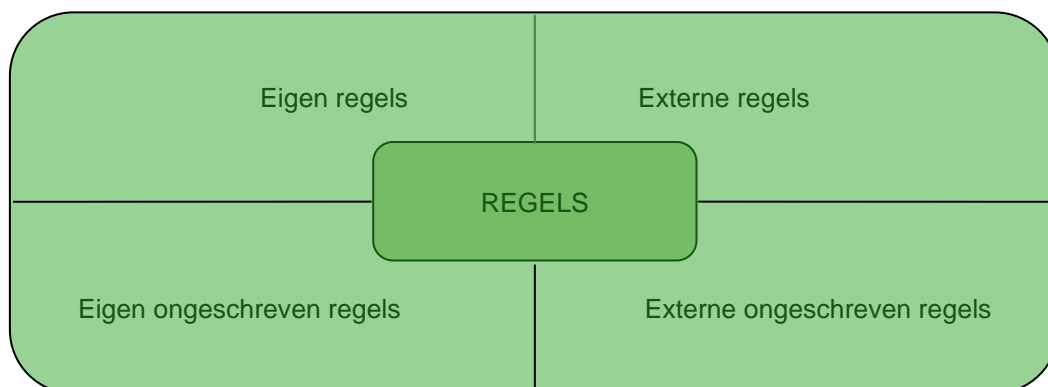 Eigen regels
Externe regels
REGELS
Eigen ongeschreven regels
Externe ongeschreven regels